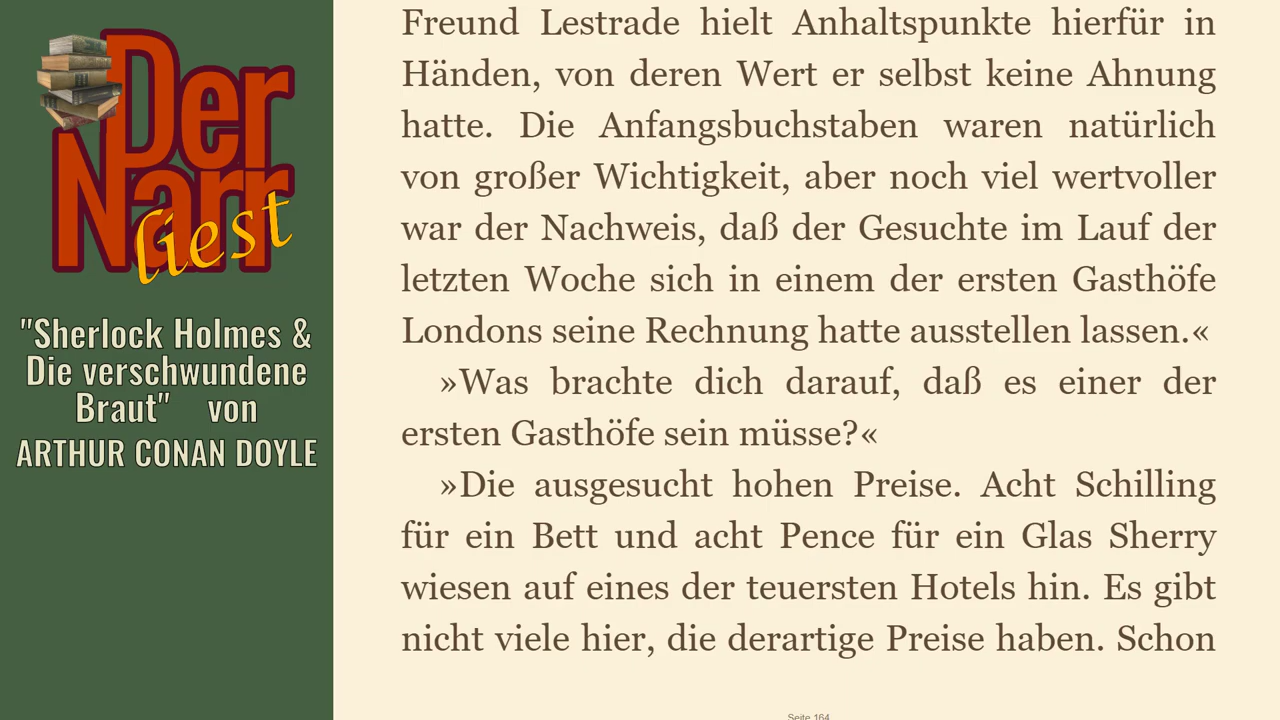 Der
Narr
liest
"Sherlock Holmes &
Die verschwundene
Braut" von
ARTHUR CONAN DOYLE
Freund Lestrade hielt Anhaltspunkte hierfür in
Händen, von deren Wert er selbst keine Ahnung
hatte. Die Anfangsbuchstaben waren natürlich
von großer Wichtigkeit, aber noch viel wertvoller
war der Nachweis, daß der Gesuchte im Lauf der
letzten Woche sich in einem der ersten Gasthöfe
Londons seine Rechnung hatte ausstellen lassen.«
»Was brachte dich darauf, daß es einer der
ersten Gasthöfe sein müsse?«
»Die ausgesucht hohen Preise. Acht Schilling
für ein Bett und acht Pence für ein Glas Sherry
wiesen auf eines der teuersten Hotels hin. Es gibt
nicht viele hier, die derartige Preise haben. Schon
Seite 164